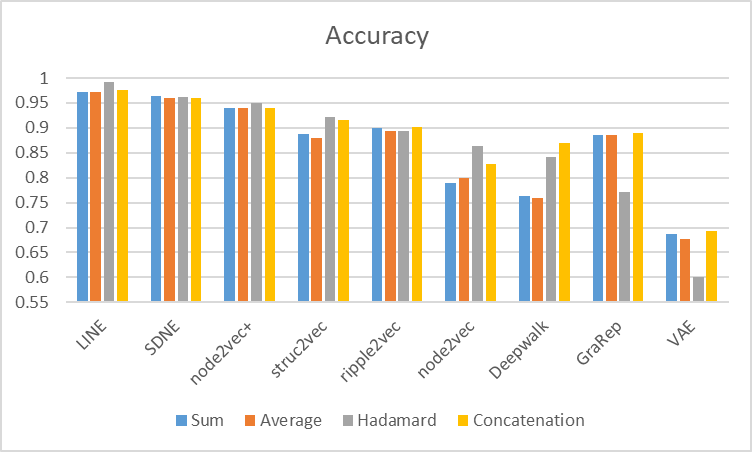 Accuracy
1
0.95
0.9
0.85
0.8
0.75
0.7
0.65
0.6
0.55
LINE
SDNE
node2vec+
struc2vec
ripple2vec
node2vec
Deepwalk
GraRep
VAE
Sum Average Hadamard Concatenation